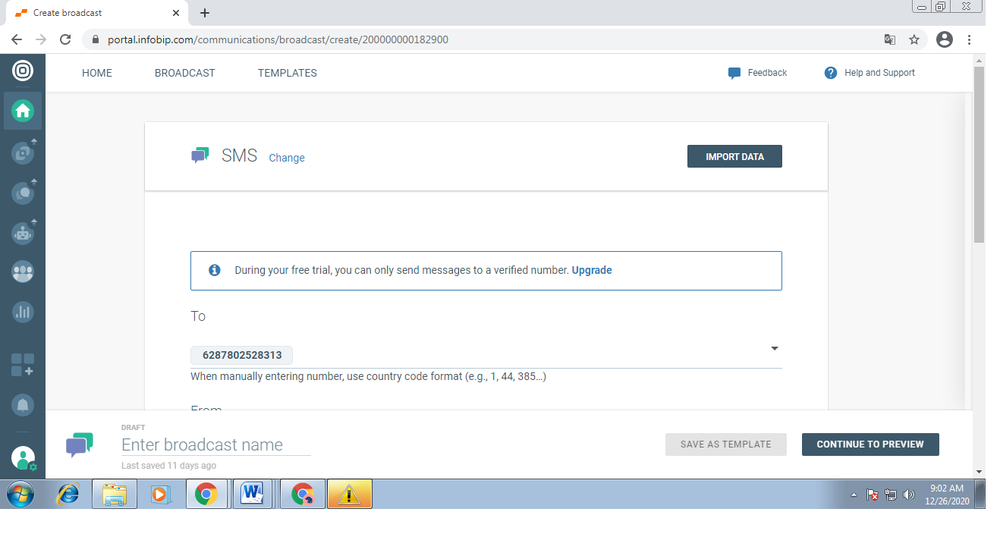 Create broadcast
portal.infobip.com/communications/broadcast/create/200000000182900
HOME BROADCAST TEMPLATES Feedback Help and Support
SMS Change IMPORT DATA
During your free trial, you can only send messages to a verified number. Upgrade
To
6287802528313
When manually entering number, use country code format (e.g., 1, 44, 385...)
From
DRAFT
Enter broadcast name
SAVE AS TEMPLATE CONTINUE TO PREVIEW
Last saved 11 days ago
9:02 AM
12/26/2020